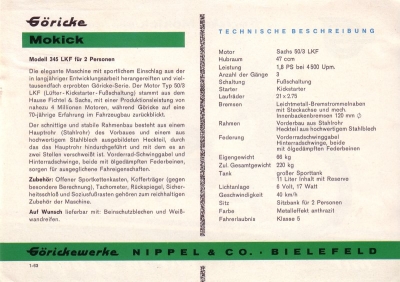 Göricke
Mokick
Modell 345 LKF für 2 Personen
Die elegante Maschine mit sportlichem Einschlag aus der
in langjähriger Entwicklungsarbeit herangereiften und viel-
tausendfach erprobten Göricke-Serie. Der Motor Typ 50/3
LKF (Lüfter - Kickstarter - Fußschaltung) stammt aus dem
Hause Fichtel & Sachs, mit einer Produktionsleistung von
nahezu 4 Millionen Motoren, während Göricke auf eine
70-jährige Erfahrung im Fahrzeugbau zurückblickt.
Der schnittige und stabile Rahmenbau besteht aus einem
Hauptrohr (Stahlrohr) des Vorhauses und einem aus
hochwertigem Stahlblech ausgebildeten Heckteil, durch
das das Hauptrohr hindurchgeführt und mit dem es an
zwei Stellen verschweißt ist. Vorderrad-Schwinggabel und
Hinterradschwinge, beide mit ölgedämpften Federbeinen,
sorgen für ausgeglichene Fahreigenschaften.
Zubehör: Offener Sportkettenkasten, Kofferträger (gegen
besondere Berechnung), Tachometer, Rückspiegel, Sicher-
heitsschloß und Soziusfußrasten gehören zum reichhaltigen
Zubehör dieses Mokicks.
Auf Wunsch lieferbar mit: Beinschutzblechen und Weiß-
wandreifen.
TECHNISCHE BESCHREIBUNG
Motor Sachs 50/3 LKF
Hubraum 47 ccm
Leistung 1,8 PS bei 4500 Upm.
Anzahl der Gänge 3
Schaltung Fußschaltung
Starter Kickstarter
Laufräder 21 x 2.75
Bremsen Leichtmetall-Bremstrommelnaben
mit Steckachse und moch.
Innenbackenbremsen 120 mm ∅
Rahmen Vorderbau aus Stahlrohr
Heckteil aus hochwertigem Stahlblech
Federung Vorderradschwinggabel
Hinterradschwinge, beide
mit ölgedämpften Federbeinen
Eigengewicht 66 kg
Zul. Gesamtgewicht 220 kg
Tank großer Sporttank
11 Liter Inhalt mit Reserve
Lichtanlage 6 Volt, 17 Watt
Geschwindigkeit 40 km/h
Sitz Sitzbank für 2 Personen
Farbe Metalleffekt anthrazit
Fahrerlaubnis Klasse 5
Görickewerke NIPPEL & CO. · BIELEFELD